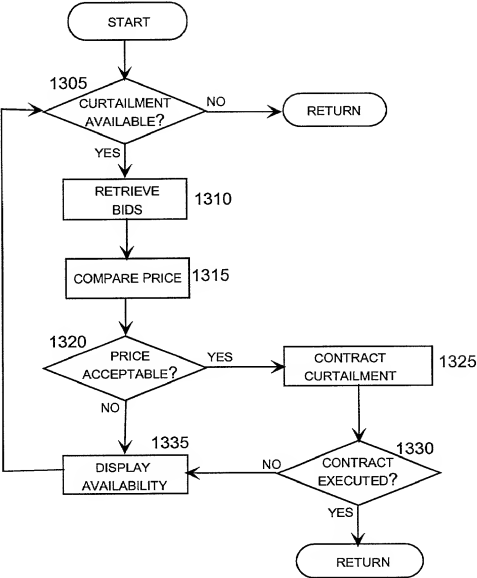 START
1305
CURTAILMENT
AVAILABLE?
NO
RETURN
YES
RETRIEVE
BIDS
1310
COMPARE PRICE
1315
1320
PRICE
ACCEPTABLE?
YES
CONTRACT
CURTAILMENT
1325
NO
1335
DISPLAY
AVAILABILITY
NO
1330
CONTRACT
EXECUTED?
YES
RETURN